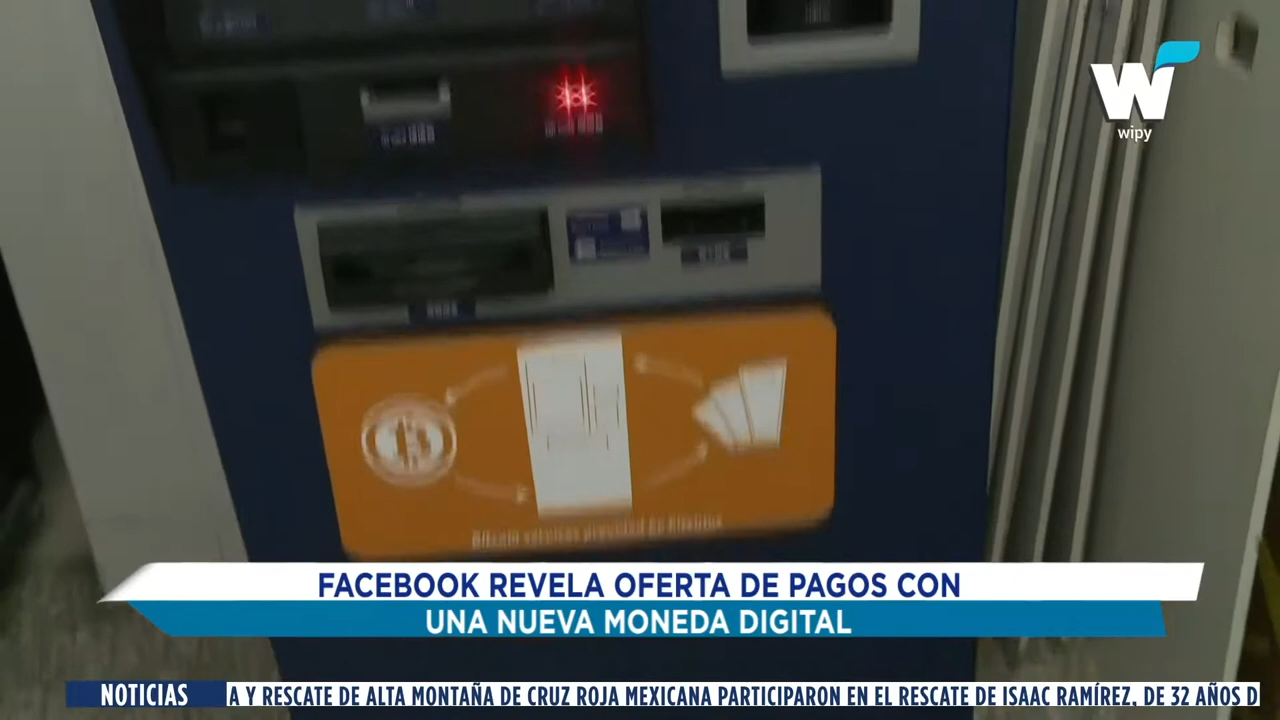 W
wipy
FACEBOOK REVELA OFERTA DE PAGOS CON
UNA NUEVA MONEDA DIGITAL
NOTICIAS
A Y RESCATE DE ALTA MONTAÑA DE CRUZ ROJA MEXICANA PARTICIPARON EN EL RESCATE DE ISAAC RAMÍREZ, DE 32 AÑOS D